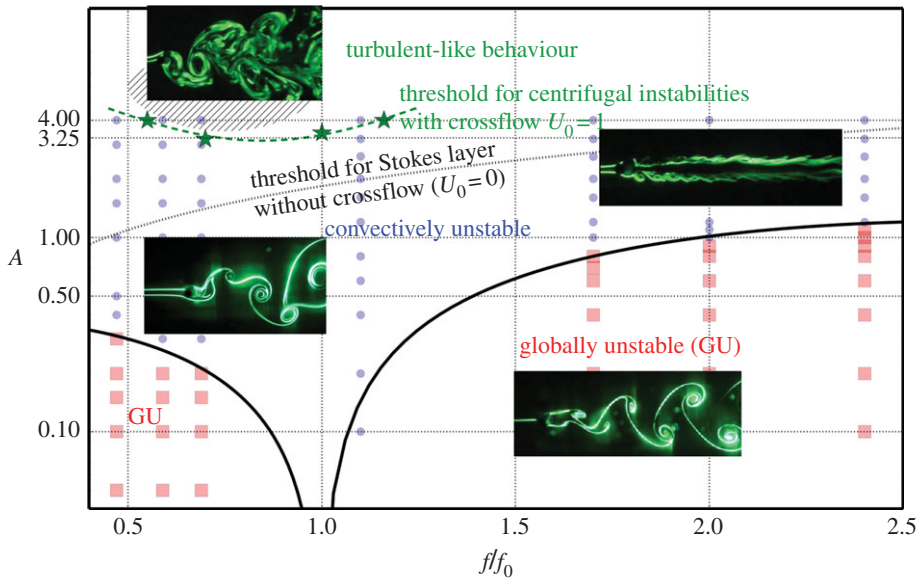 turbulent-like behaviour
threshold for centrifugal instabilities
with crossflow U₀=1
4.00
3.25
threshold for Stokes layer
without crossflow (U₀=0)
convectively unstable
1.00
A
0.50
globally unstable (GU)
GU
0.10
0.5
1.0
1.5
2.0
2.5
f/f₀